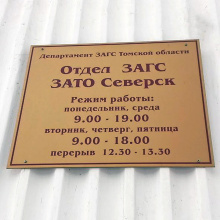 Департамент ЗАГС Томской области
Отдел ЗАГС
ЗАТО Северск
Режим работы:
понедельник, среда
9.00 - 19.00
вторник, четверг, пятница
9.00 - 18.00
перерыв 12.30 - 13.30